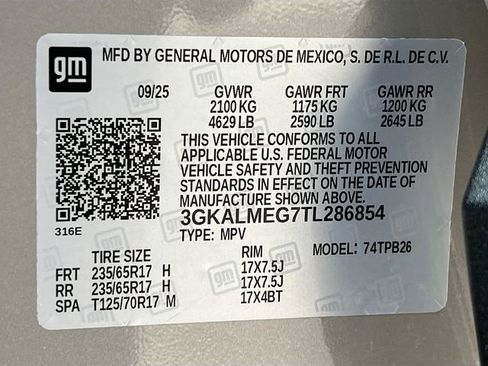 gm
MFD BY GENERAL MOTORS DE MEXICO, S. DE R.L. DE C.V.
09/25 GVWR GAWR FRT GAWR RR
2100 KG 1175 KG 1200 KG
4629 LB 2590 LB 2645 LB
THIS VEHICLE CONFORMS TO ALL
APPLICABLE U.S. FEDERAL MOTOR
VEHICLE SAFETY AND THEFT PREVENTION
STANDARDS IN EFFECT ON THE DATE OF
MANUFACTURE SHOWN ABOVE.
3GKALMEG7TL286854
316E
TYPE: MPV MODEL: 74TPB26
TIRE SIZE RIM
FRT 235/65R17 H 17X7.5J
RR 235/65R17 H 17X7.5J
SPA T125/70R17 M 17X4BT